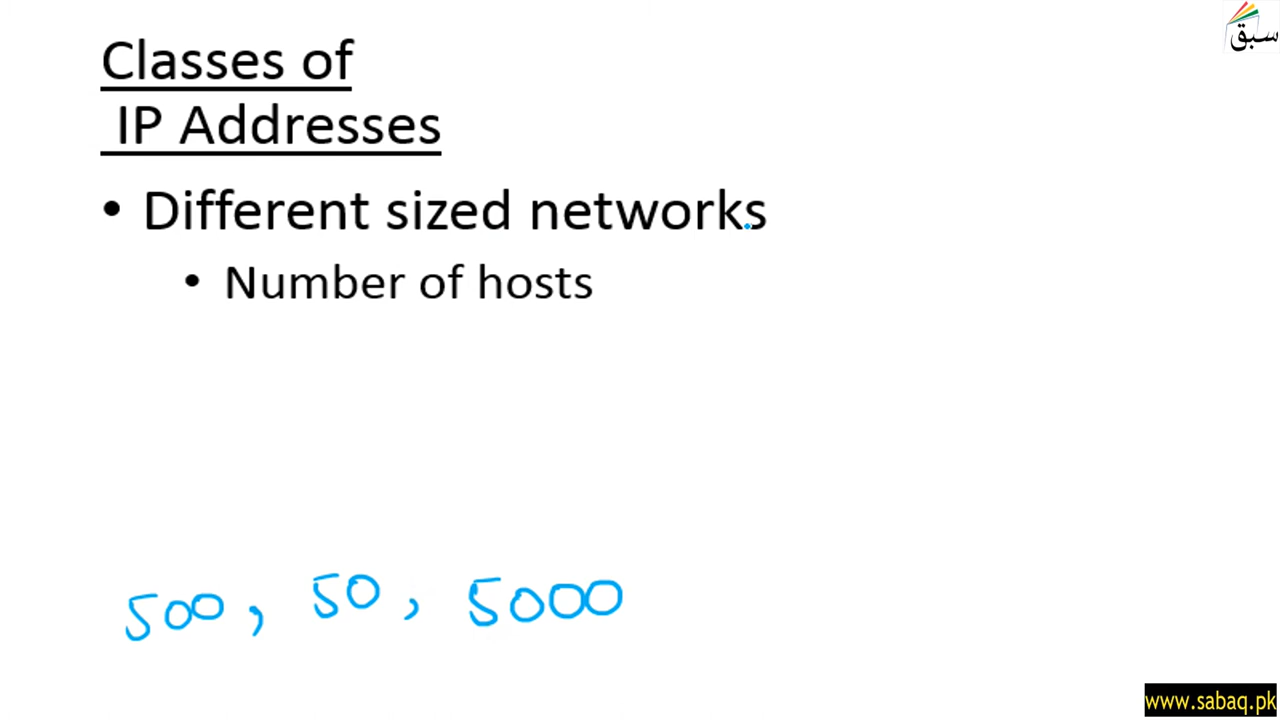 سبق
Classes of
IP Addresses
• Different sized networks
• Number of hosts
500, 50, 5000
www.sabaq.pk